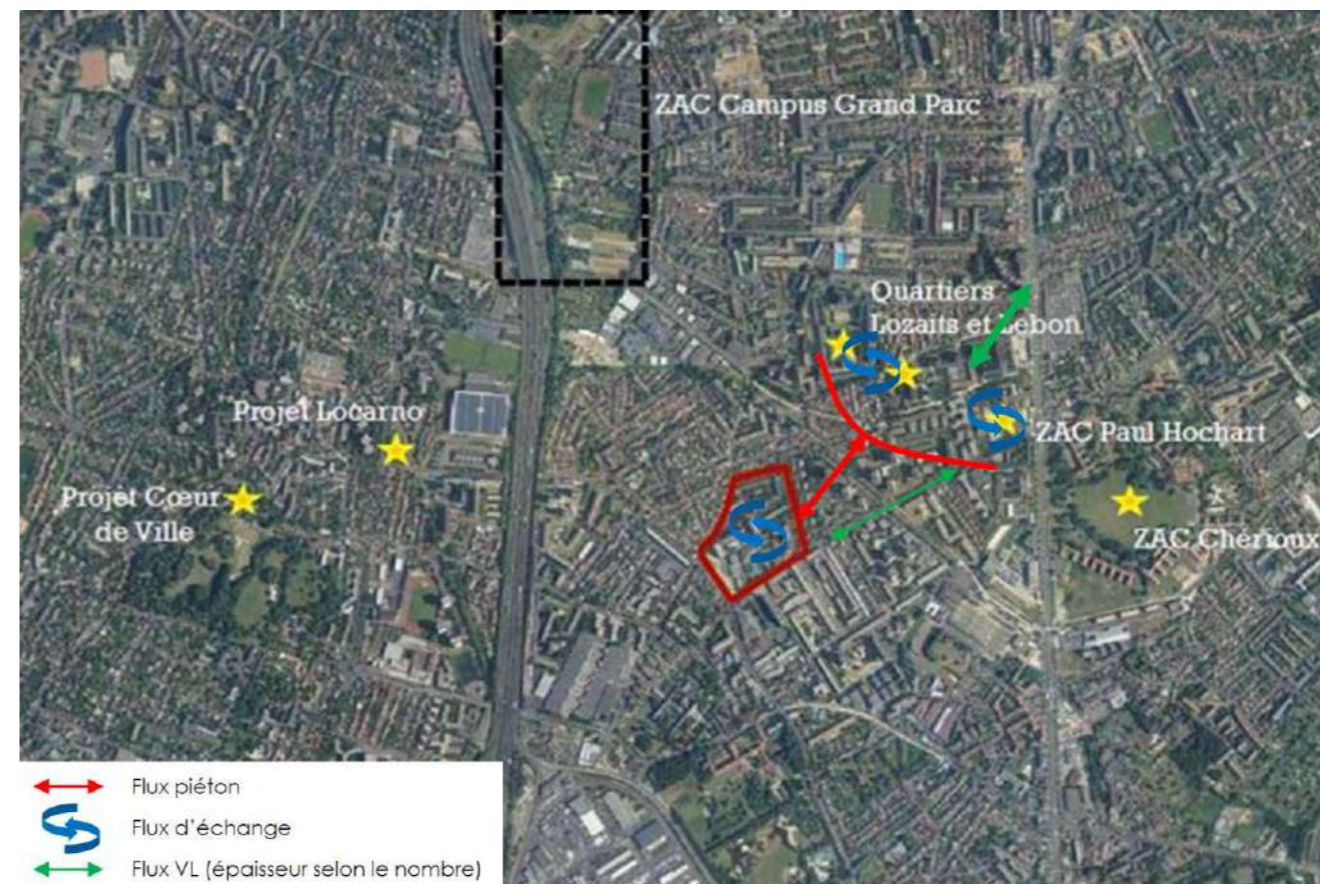 ZAC Campus Grand Parc
Quartiers
Lozaits et Lebon
Projet Locarno
ZAC Paul Hochart
Projet Cœur
de Ville
ZAC Chérioux
Flux piéton
Flux d'échange
Flux VL (épaisseur selon le nombre)